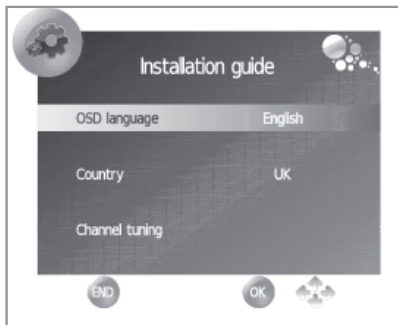 Installation guide
OSD language English
Country UK
Channel tuning
END OK